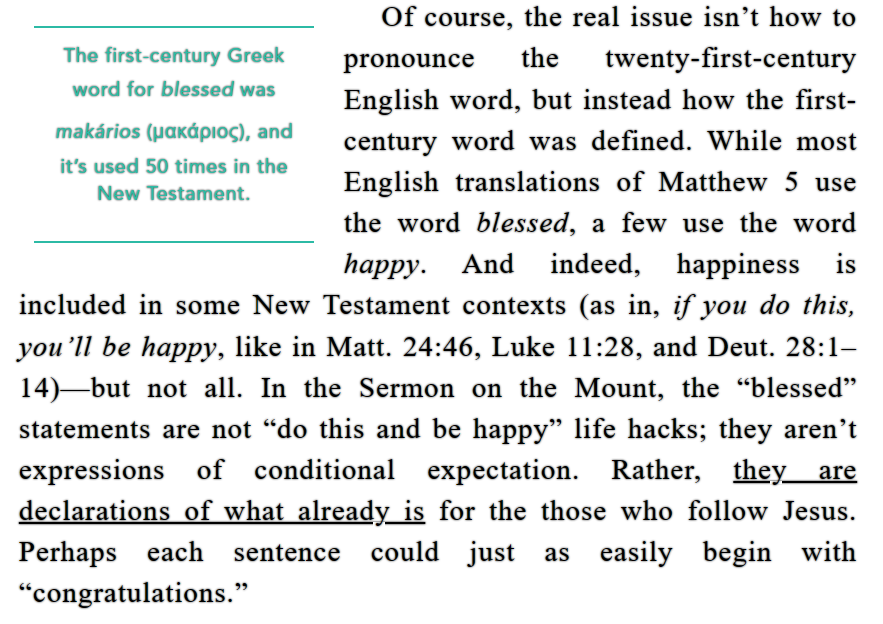 The first-century Greek
word for blessed was
makários (μακάριος), and
it’s used 50 times in the
New Testament.
Of course, the real issue isn’t how to
pronounce the twenty-first-century
English word, but instead how the first-
century word was defined. While most
English translations of Matthew 5 use
the word blessed, a few use the word
happy. And indeed, happiness is
included in some New Testament contexts (as in, if you do this,
you’ll be happy, like in Matt. 24:46, Luke 11:28, and Deut. 28:1–
14)—but not all. In the Sermon on the Mount, the “blessed”
statements are not “do this and be happy” life hacks; they aren’t
expressions of conditional expectation. Rather, they are
declarations of what already is for the those who follow Jesus.
Perhaps each sentence could just as easily begin with
“congratulations.”